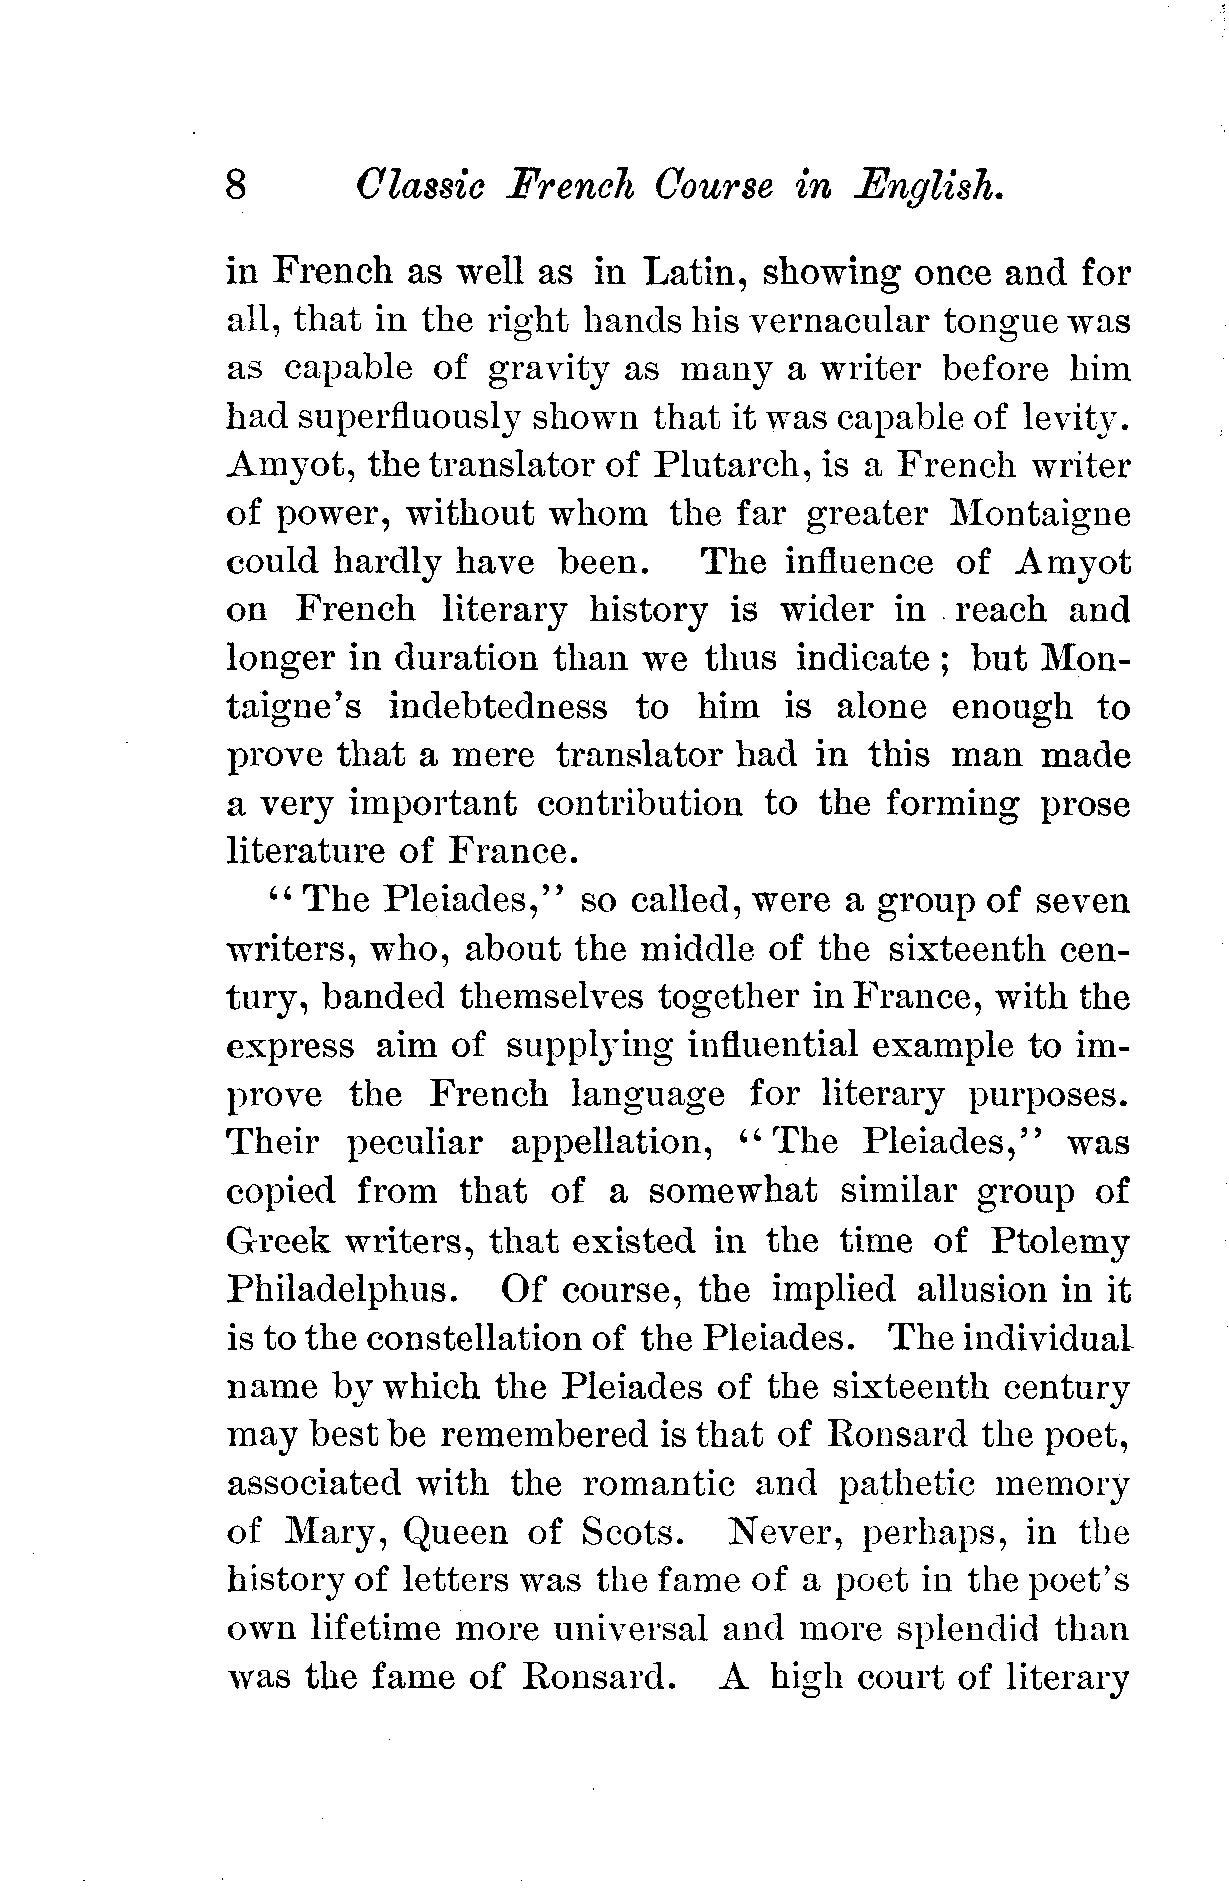 8 Classic French Course in English.
in French as well as in Latin, showing once and for
all, that in the right hands his vernacular tongue was
as capable of gravity as many a writer before him
had superfluously shown that it was capable of levity.
Amyot, the translator of Plutarch, is a French writer
of power, without whom the far greater Montaigne
could hardly have been. The influence of Amyot
on French literary history is wider in reach and
longer in duration than we thus indicate ; but Mon-
taigne's indebtedness to him is alone enough to
prove that a mere translator had in this man made
a very important contribution to the forming prose
literature of France.
“ The Pleiades,” so called, were a group of seven
writers, who, about the middle of the sixteenth cen-
tury, banded themselves together in France, with the
express aim of supplying influential example to im-
prove the French language for literary purposes.
Their peculiar appellation, “ The Pleiades,” was
copied from that of a somewhat similar group of
Greek writers, that existed in the time of Ptolemy
Philadelphus. Of course, the implied allusion in it
is to the constellation of the Pleiades. The individual
name by which the Pleiades of the sixteenth century
may best be remembered is that of Ronsard the poet,
associated with the romantic and pathetic memory
of Mary, Queen of Scots. Never, perhaps, in the
history of letters was the fame of a poet in the poet's
own lifetime more universal and more splendid than
was the fame of Ronsard. A high court of literary